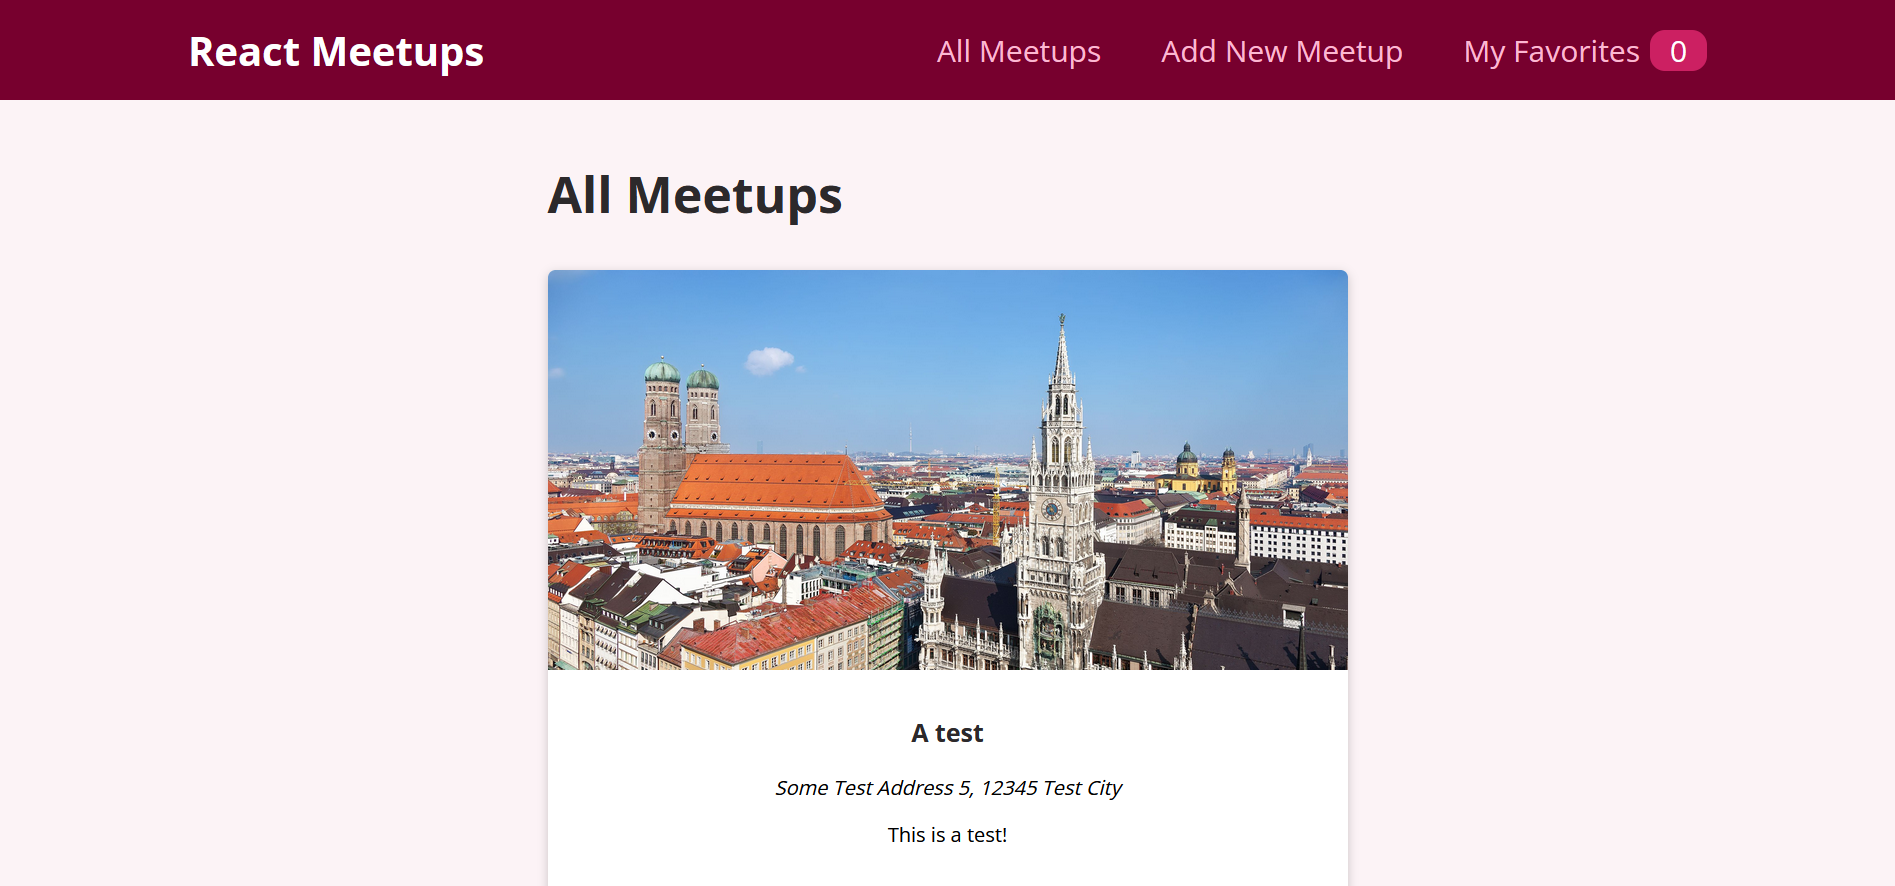 React Meetups
All Meetups
Add New Meetup
My Favorites 0
All Meetups
A test
Some Test Address 5, 12345 Test City
This is a test!